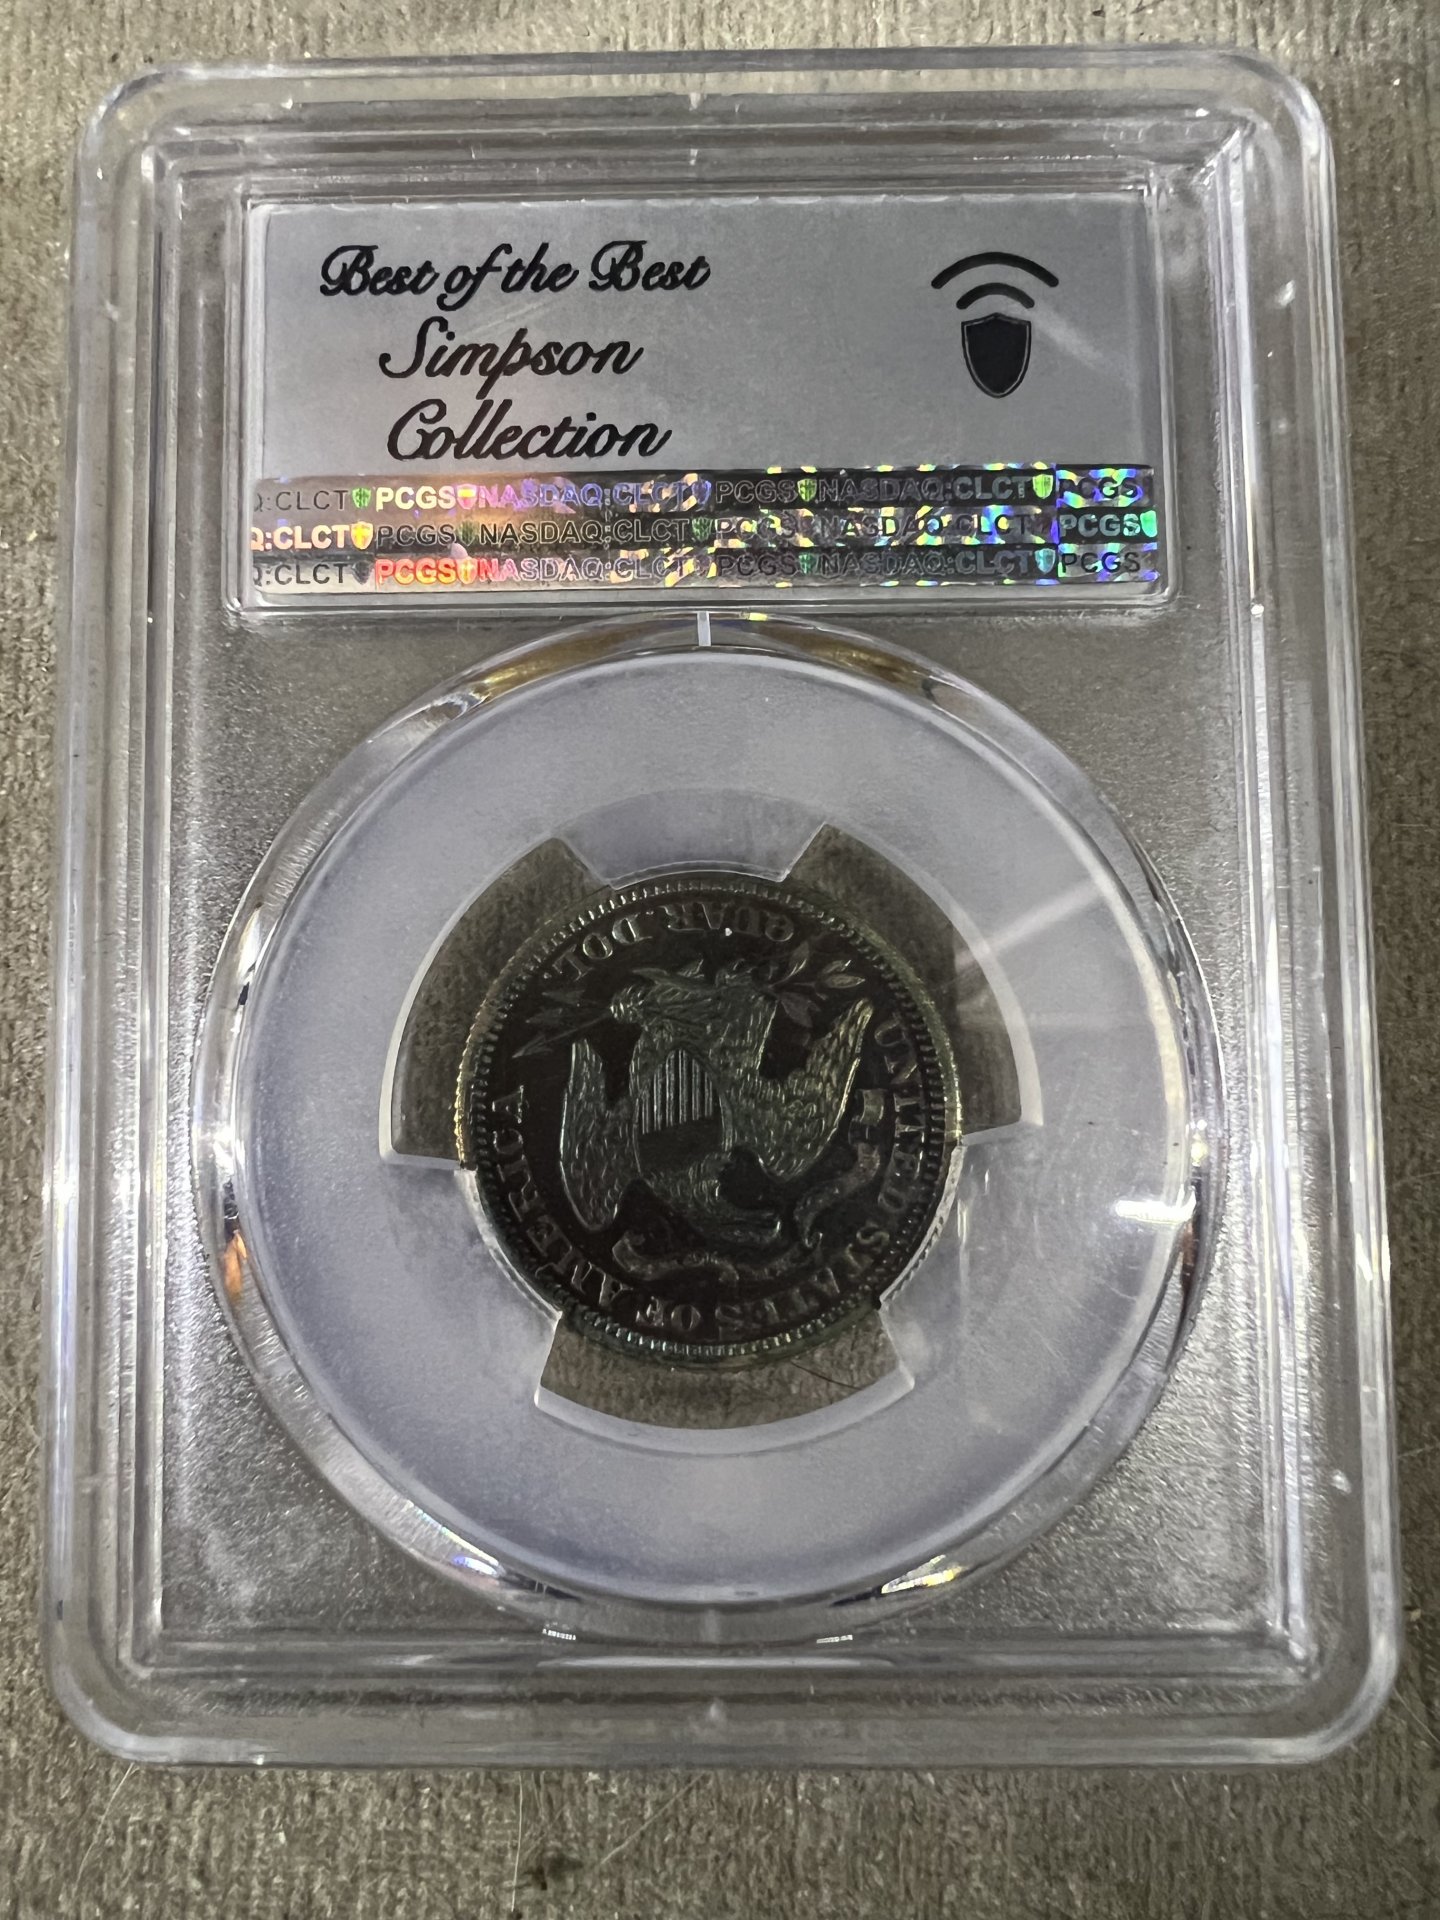 Best of the Best
Simpson
Collection
Q:CLCT PCGS NASDAQ:CLCT PCGS NASDAQ:CLCT PCGS
Q:CLCT PCGS NASDAQ:CLCT PCGS NASDAQ:CLCT PCGS
Q:CLCT PCGS NASDAQ:CLCT PCGS NASDAQ:CLCT PCGS
UNITED STATES OF AMERICA
QUAR. DOL.